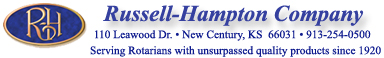 RHD
Russell-Hampton Company
110 Leawood Dr. • New Century, KS 66031 • 913-254-0500
Serving Rotarians with unsurpassed quality products since 1920